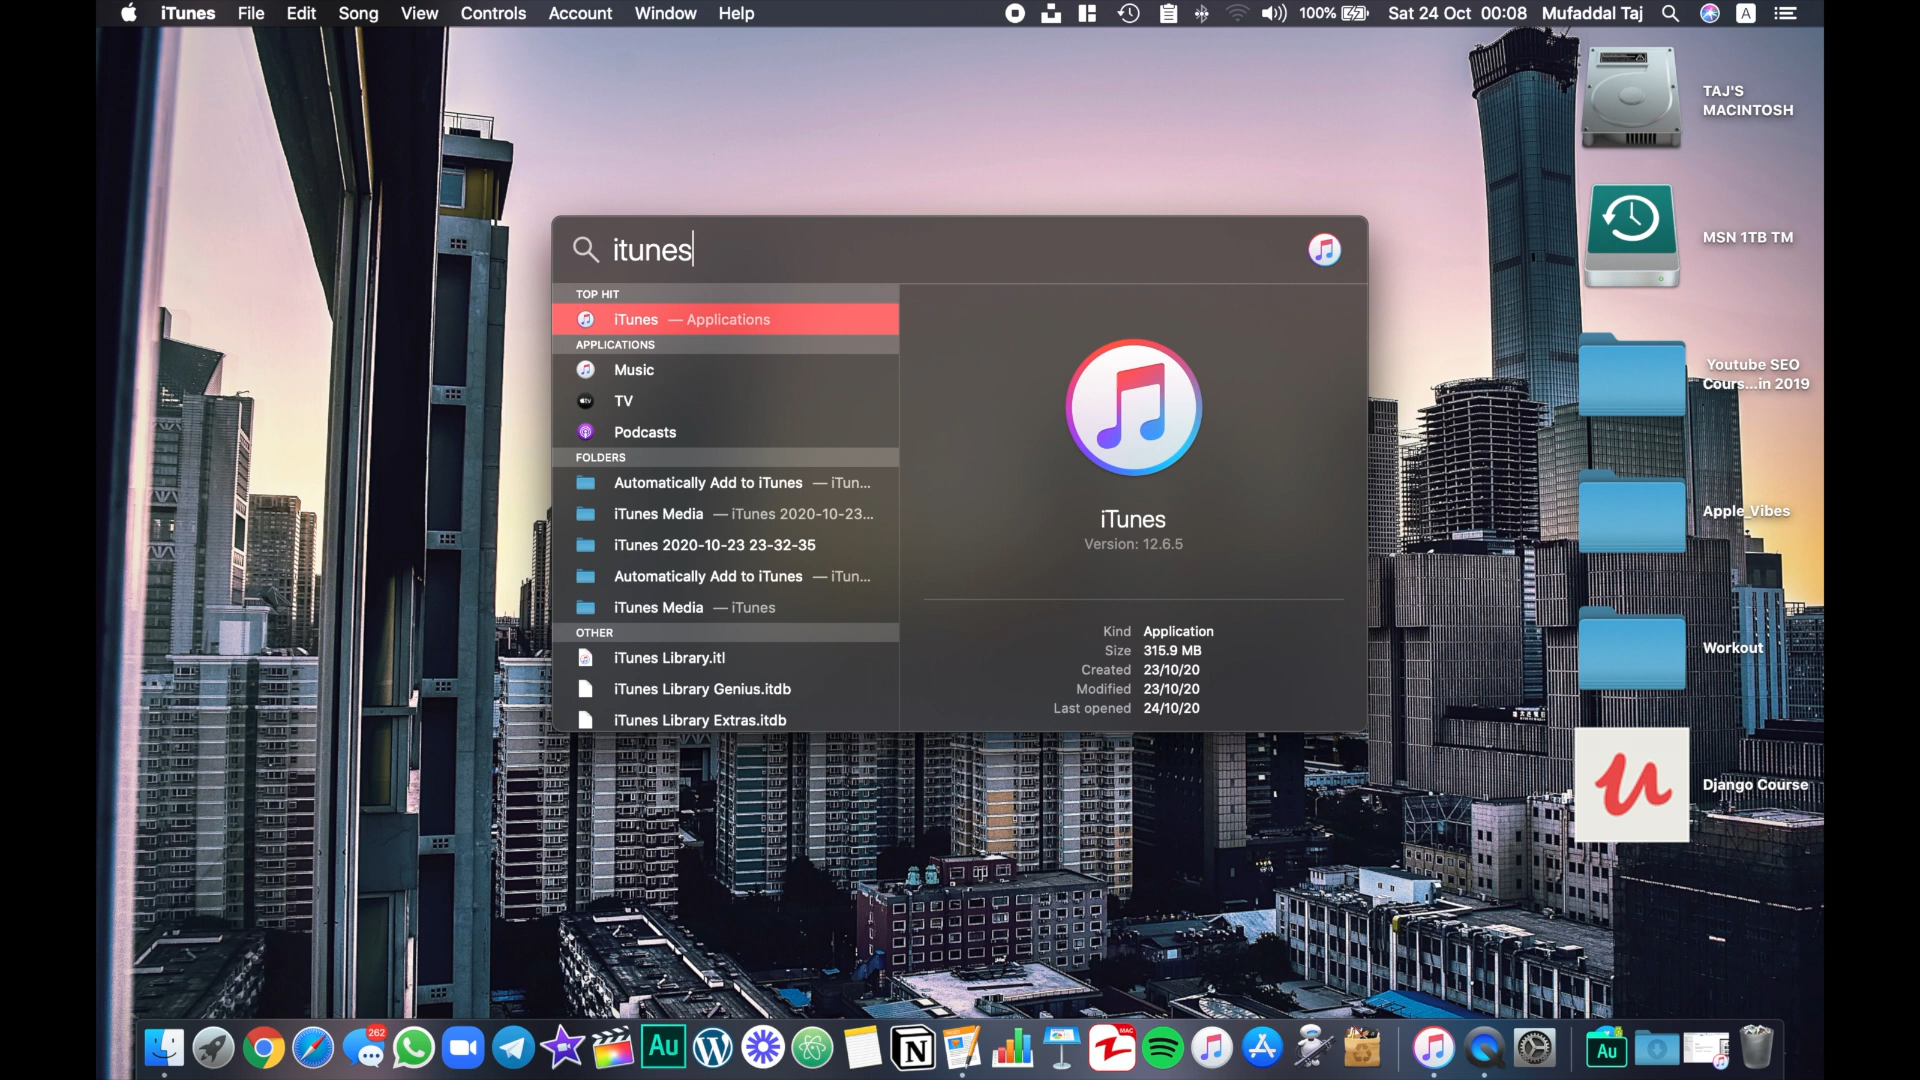 iTunes File Edit Song View Controls Account Window Help
100% Sat 24 Oct 00:08 Mufaddal Taj A
itunes
TOP HIT
iTunes — Applications
APPLICATIONS
Music
TV
Podcasts
FOLDERS
Automatically Add to iTunes — iTun...
iTunes Media — iTunes 2020-10-23...
iTunes 2020-10-23 23-32-35
Automatically Add to iTunes — iTun...
iTunes Media — iTunes
OTHER
iTunes Library.itl
iTunes Library Genius.itdb
iTunes Library Extras.itdb
iTunes
Version: 12.6.5
Kind Application
Size 315.9 MB
Created 23/10/20
Modified 23/10/20
Last opened 24/10/20
TAJ'S
MACINTOSH
MSN 1TB TM
Youtube SEO
Cours...in 2019
Apple_Vibes
Workout
Django Course
262
Au
N
MAC
Au